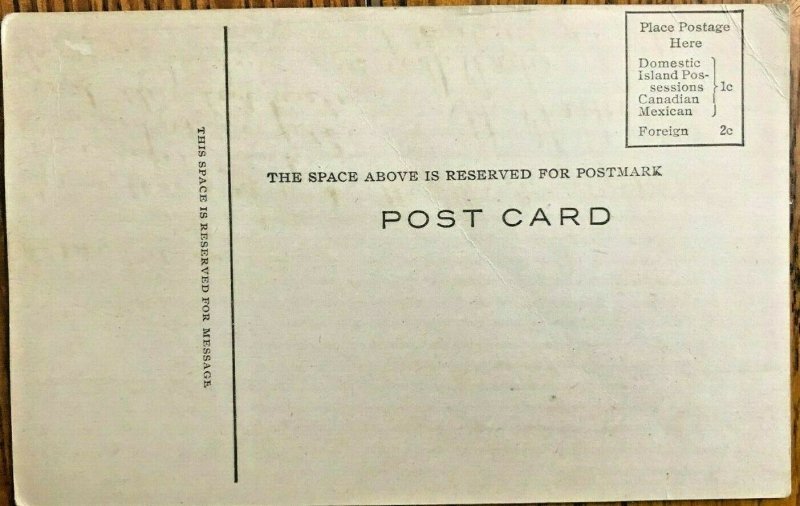 Place Postage
Here
Domestic
Island Pos-
sessions
Canadian
Mexican
1c
Foreign 2c
THE SPACE ABOVE IS RESERVED FOR POSTMARK
POST CARD
THIS SPACE IS RESERVED FOR MESSAGE